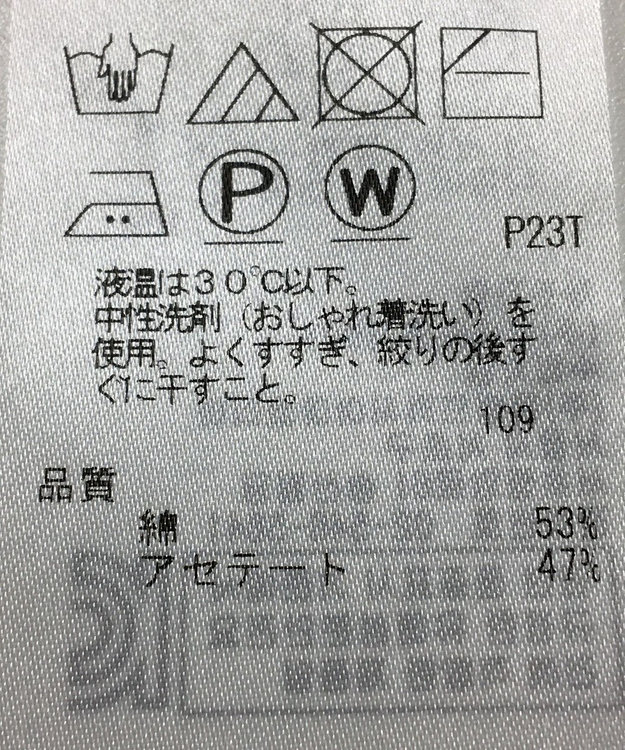 P W
P23T
液温は30℃以下。
中性洗剤（おしゃれ着洗い）を
使用。よくすすぎ、絞りの後す
ぐに干すこと。
109
品質
綿 53%
アセテート 47%